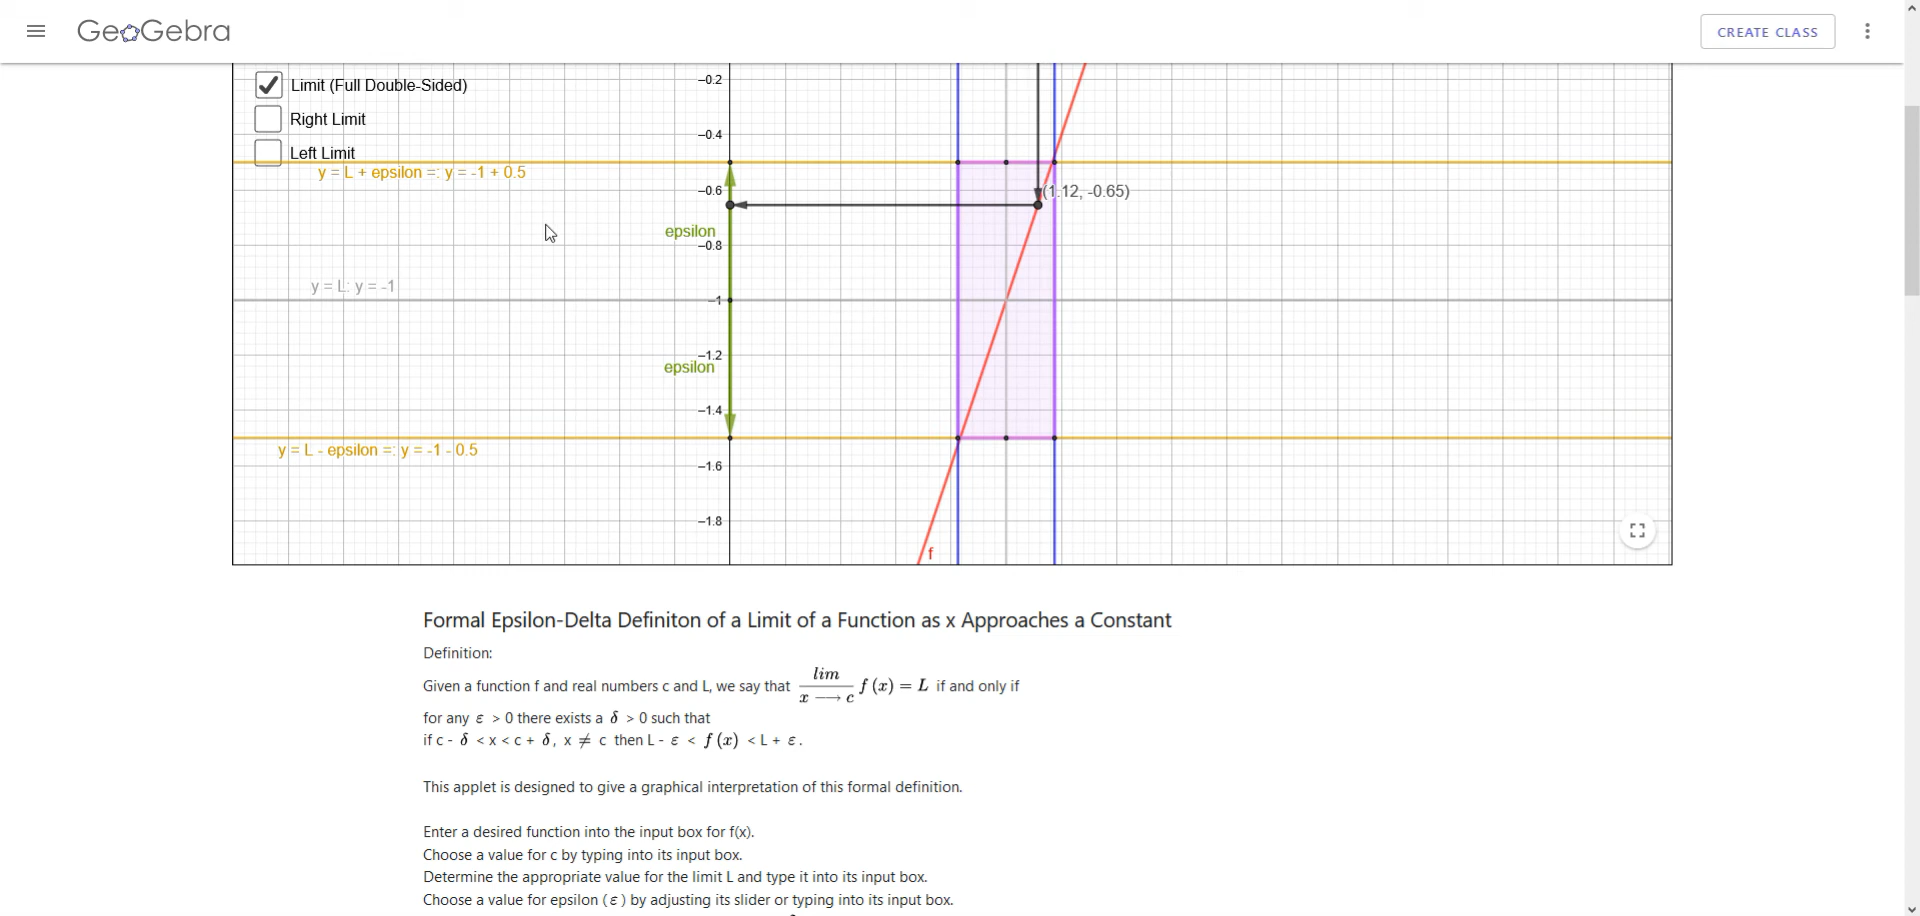 GeoGebra
CREATE CLASS
Limit (Full Double-Sided)
Right Limit
Left Limit
y = L + epsilon =: y = -1 + 0.5
y = L: y = -1
y = L - epsilon =: y = -1 - 0.5
−0.2
−0.4
−0.6
epsilon
−0.8
−1
−1.2
epsilon
−1.4
−1.6
−1.8
(1.12, -0.65)
f
Formal Epsilon-Delta Definiton of a Limit of a Function as x Approaches a Constant
Definition:
Given a function f and real numbers c and L, we say that lim x ⟶ c f (x) = L if and only if
for any ε > 0 there exists a δ > 0 such that
if c - δ < x < c + δ, x ≠ c then L - ε < f (x) < L + ε.
This applet is designed to give a graphical interpretation of this formal definition.
Enter a desired function into the input box for f(x).
Choose a value for c by typing into its input box.
Determine the appropriate value for the limit L and type it into its input box.
Choose a value for epsilon (ε) by adjusting its slider or typing into its input box.